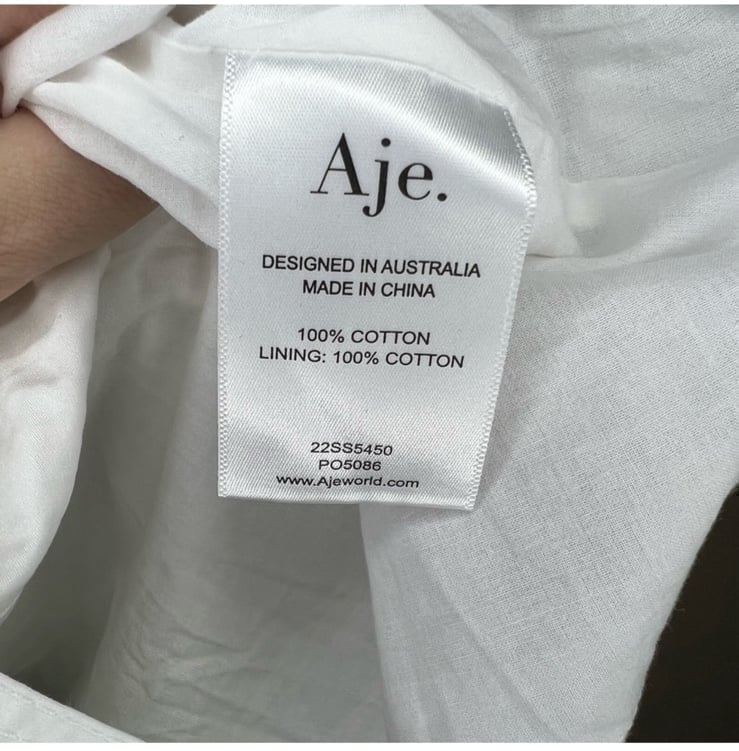 Aje.
DESIGNED IN AUSTRALIA
MADE IN CHINA
100% COTTON
LINING: 100% COTTON
22SS5450
PO5086
www.Ajeworld.com